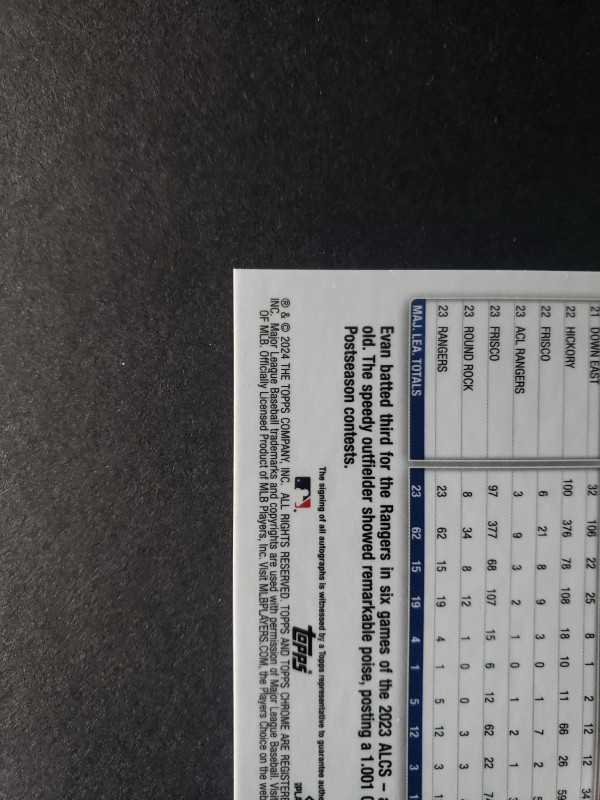 21 DOWN EAST 32 106 22 25 8 1 2 12 12 34
22 HICKORY 100 376 78 108 18 10 11 66 26 59
22 FRISCO 6 21 8 9 3 0 1 7 2
23 ACL RANGERS 3 9 3 2 1 0 1 2 1
23 FRISCO 97 377 68 107 15 6 12 62 22
23 ROUND ROCK 8 34 8 12 1 0 0 3 3
23 RANGERS 23 62 15 19 4 1 5 12 3
MAJ. LEA. TOTALS 23 62 15 19 4 1 5 12 3
Evan batted third for the Rangers in six games of the 2023 ALCS –
old. The speedy outfielder showed remarkable poise, posting a 1.001
Postseason contests.
The signing of all autographs is witnessed by a Topps representative to guarantee
topps
® & © 2024 THE TOPPS COMPANY, INC. ALL RIGHTS RESERVED. TOPPS AND TOPPS CHROME ARE
INC. Major League Baseball trademarks and copyrights are used with permission of Major League Baseball.
OF MLB. Officially Licensed Product of MLB Players, Inc. Visit MLBPLAYERS.COM, the Players Choice on the